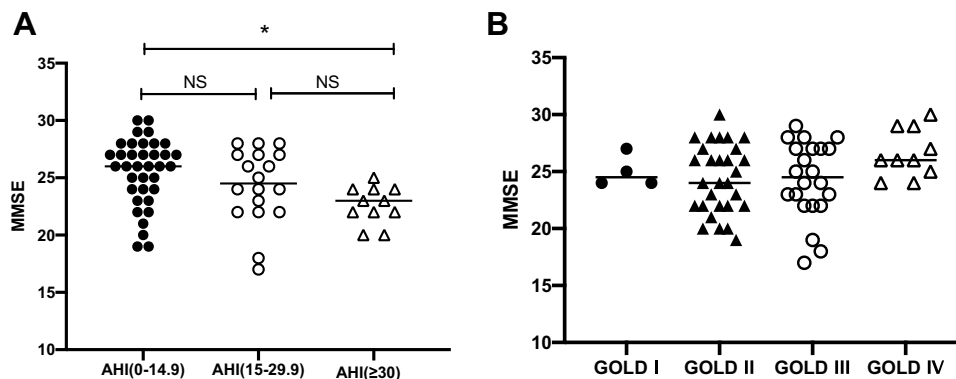 A
*
NS NS
MMSE
35
30
25
20
15
10
AHI(0-14.9) AHI(15-29.9) AHI(≥30)
B
MMSE
35
30
25
20
15
10
GOLD I GOLD II GOLD III GOLD IV